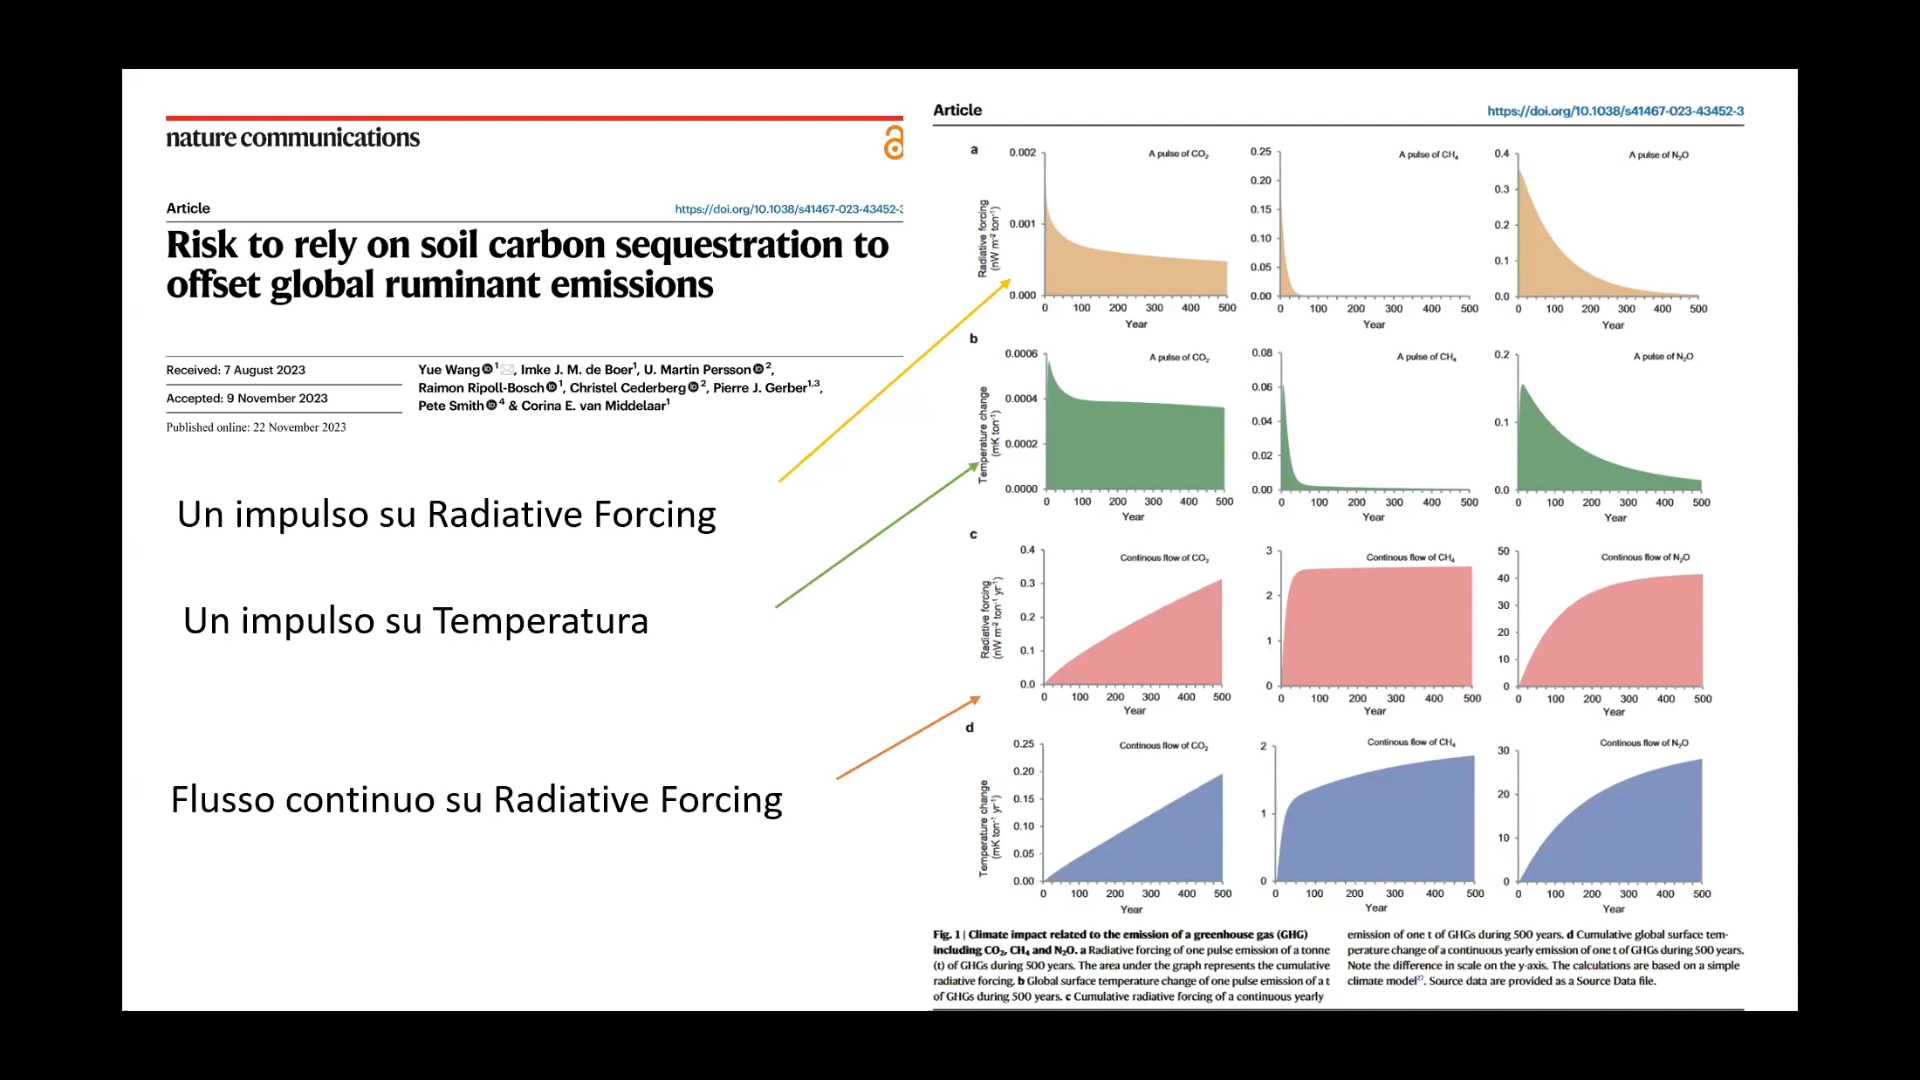 nature communications
Article
https://doi.org/10.1038/s41467-023-43452-3
Risk to rely on soil carbon sequestration to
offset global ruminant emissions
Received: 7 August 2023
Accepted: 9 November 2023
Published online: 22 November 2023
Yue Wang 1, Imke J. M. de Boer1, U. Martin Persson 2,
Raimon Ripoll-Bosch 1, Christel Cederberg 2, Pierre J. Gerber1,3,
Pete Smith 4 & Corina E. van Middelaar1
Un impulso su Radiative Forcing
Un impulso su Temperatura
Flusso continuo su Radiative Forcing
Article
https://doi.org/10.1038/s41467-023-43452-3
a
Radiative forcing
(nW m-2 ton-1)
A pulse of CO2
0.002
0.001
0.000
0 100 200 300 400 500
Year
A pulse of CH4
0.25
0.20
0.15
0.10
0.05
0.00
0 100 200 300 400 500
Year
A pulse of N2O
0.4
0.3
0.2
0.1
0.0
0 100 200 300 400 500
Year
b
Temperature change
(mK ton-1)
A pulse of CO2
0.0006
0.0004
0.0002
0.0000
0 100 200 300 400 500
Year
A pulse of CH4
0.08
0.06
0.04
0.02
0.00
0 100 200 300 400 500
Year
A pulse of N2O
0.2
0.1
0.0
0 100 200 300 400 500
Year
c
Radiative forcing
(nW m-2 ton-1 yr-1)
Continous flow of CO2
0.4
0.3
0.2
0.1
0.0
0 100 200 300 400 500
Year
Continous flow of CH4
3
2
1
0
0 100 200 300 400 500
Year
Continous flow of N2O
50
40
30
20
10
0
0 100 200 300 400 500
Year
d
Temperature change
(mK ton-1 yr-1)
Continous flow of CO2
0.25
0.20
0.15
0.10
0.05
0.00
0 100 200 300 400 500
Year
Continous flow of CH4
2
1
0
0 100 200 300 400 500
Year
Continous flow of N2O
30
20
10
0
0 100 200 300 400 500
Year
Fig. 1 | Climate impact related to the emission of a greenhouse gas (GHG)
including CO2, CH4 and N2O. a Radiative forcing of one pulse emission of a tonne
(t) of GHGs during 500 years. The area under the graph represents the cumulative
radiative forcing. b Global surface temperature change of one pulse emission of a t
of GHGs during 500 years. c Cumulative radiative forcing of a continuous yearly
emission of one t of GHGs during 500 years. d Cumulative global surface tem-
perature change of a continuous yearly emission of one t of GHGs during 500 years.
Note the difference in scale on the y-axis. The calculations are based on a simple
climate model27. Source data are provided as a Source Data file.